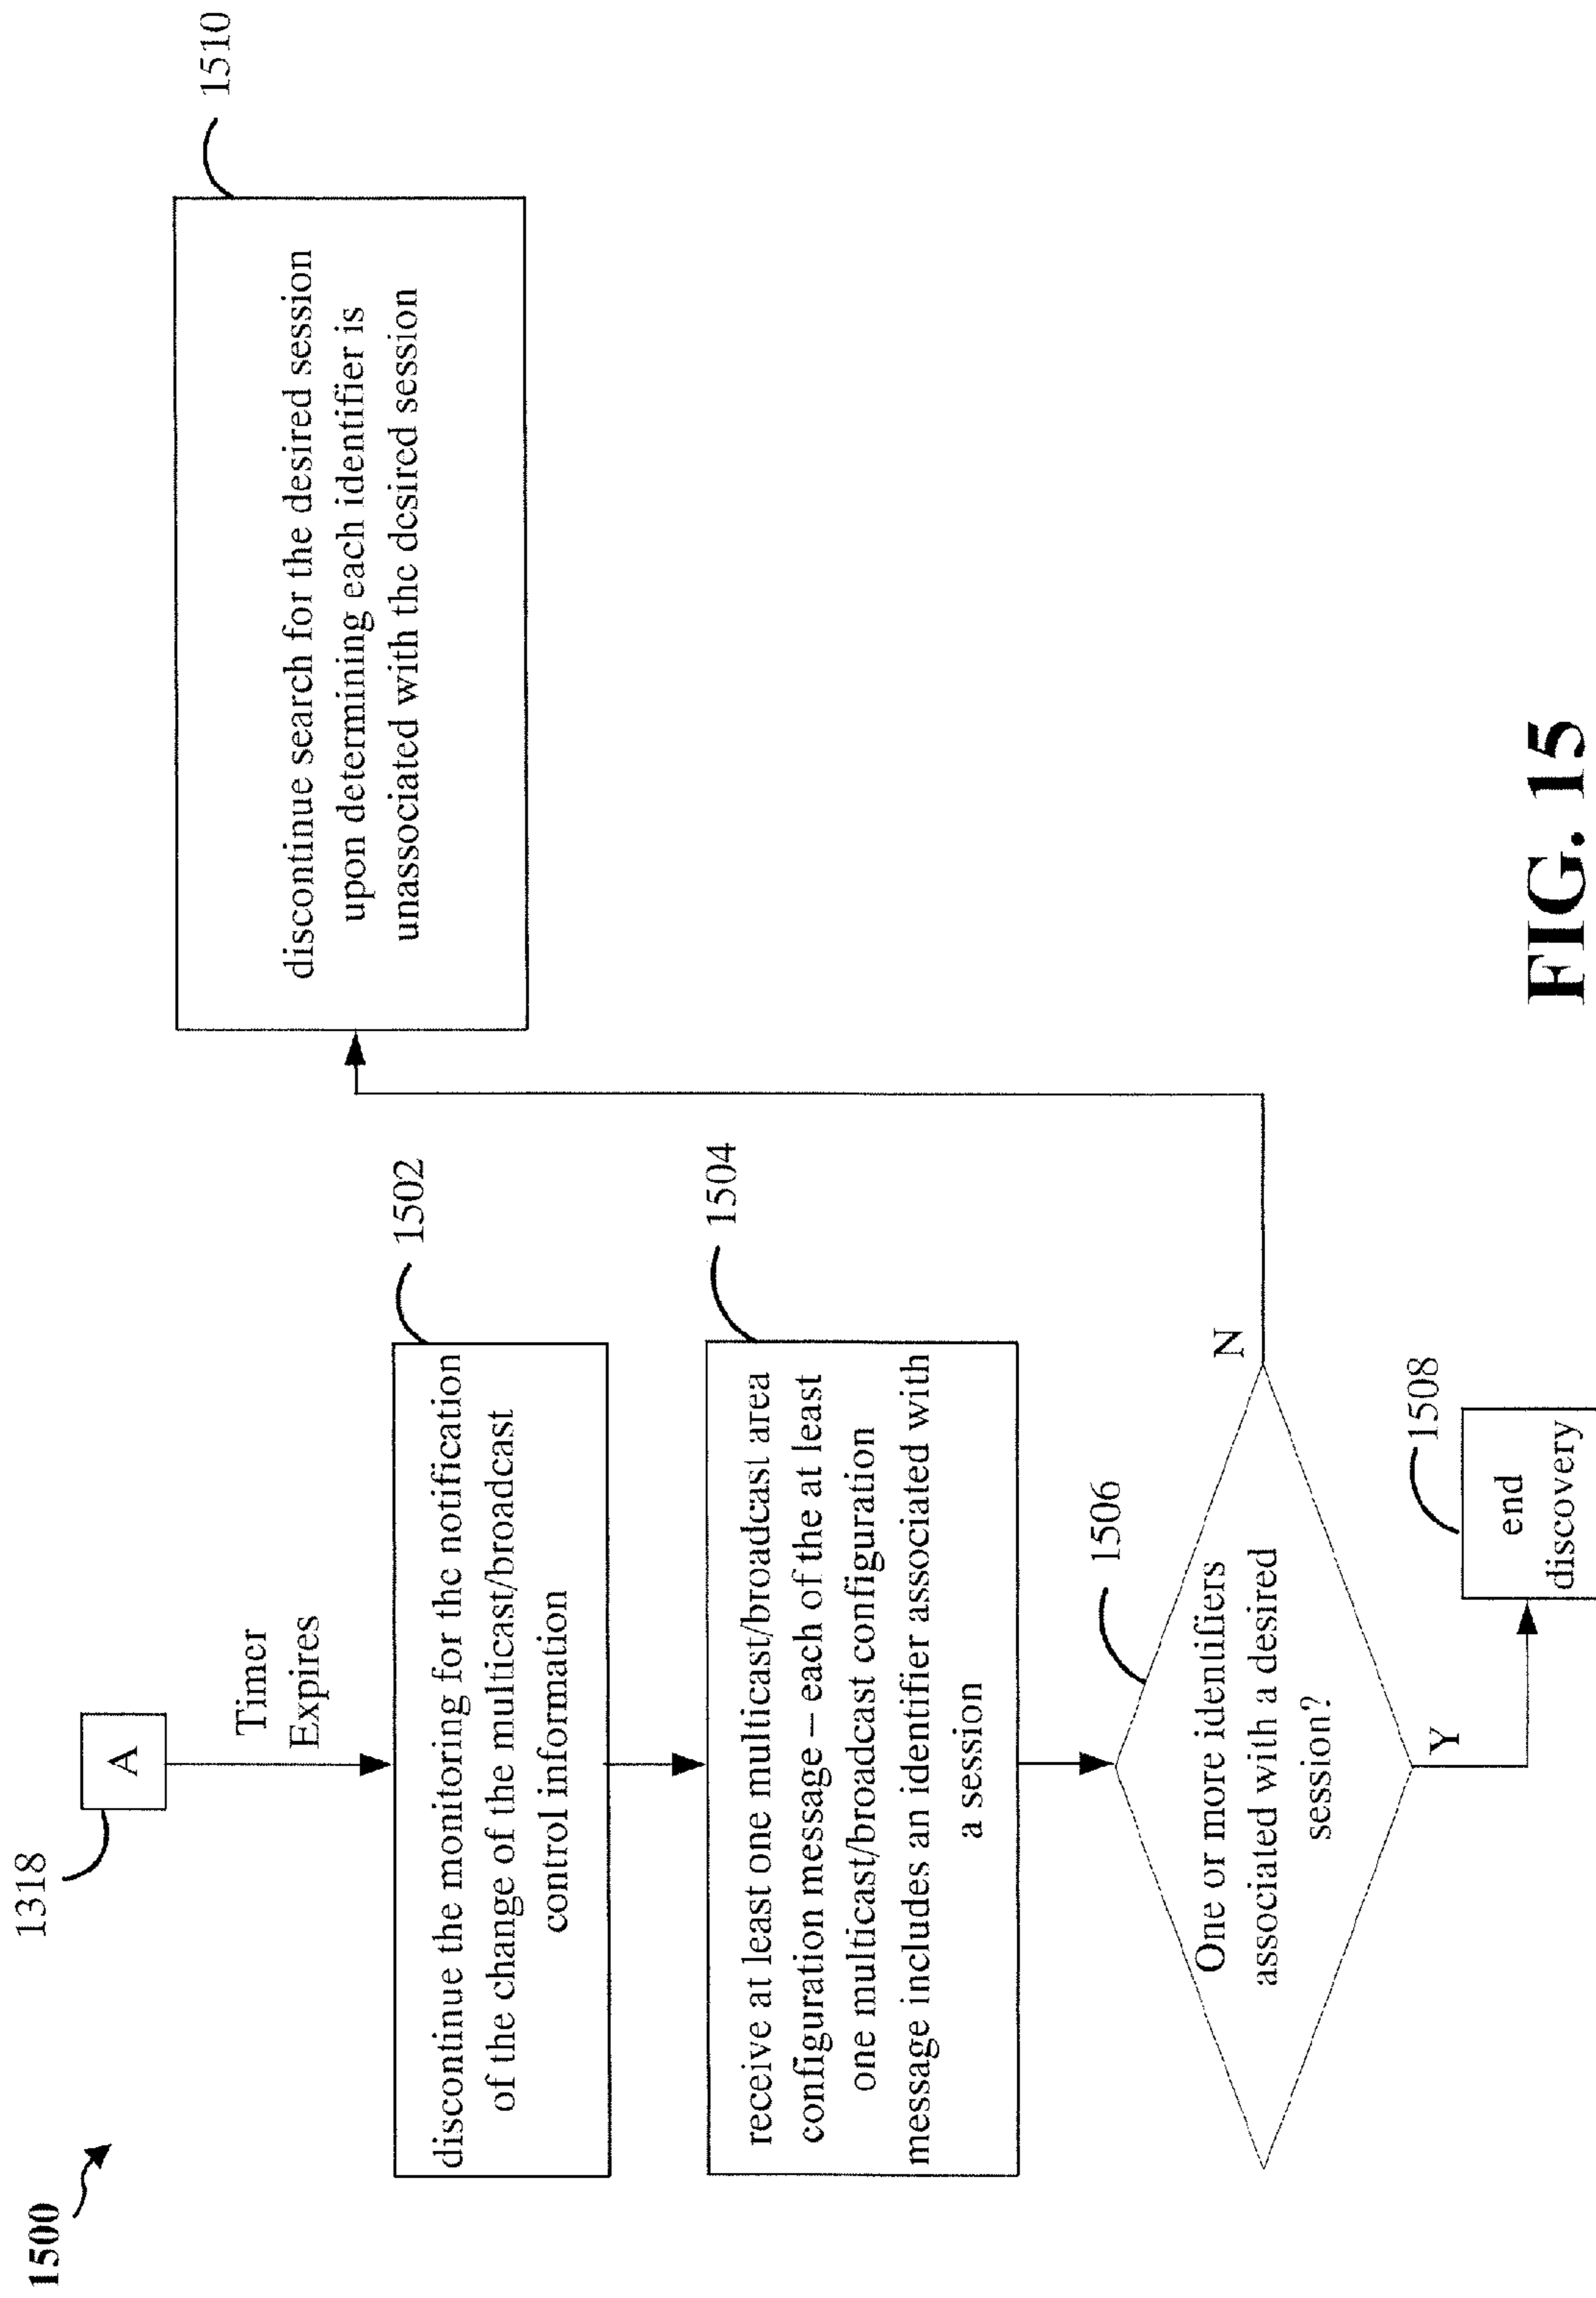 1500
1318
A
Timer
Expires
1502
discontinue the monitoring for the notification
of the change of the multicast/broadcast
control information
1504
receive at least one multicast/broadcast area
configuration message – each of the at least
one multicast/broadcast configuration
message includes an identifier associated with
a session
1506
One or more identifiers
associated with a desired
session?
N
Y
1508
end
discovery
1510
discontinue search for the desired session
upon determining each identifier is
unassociated with the desired session
FIG. 15